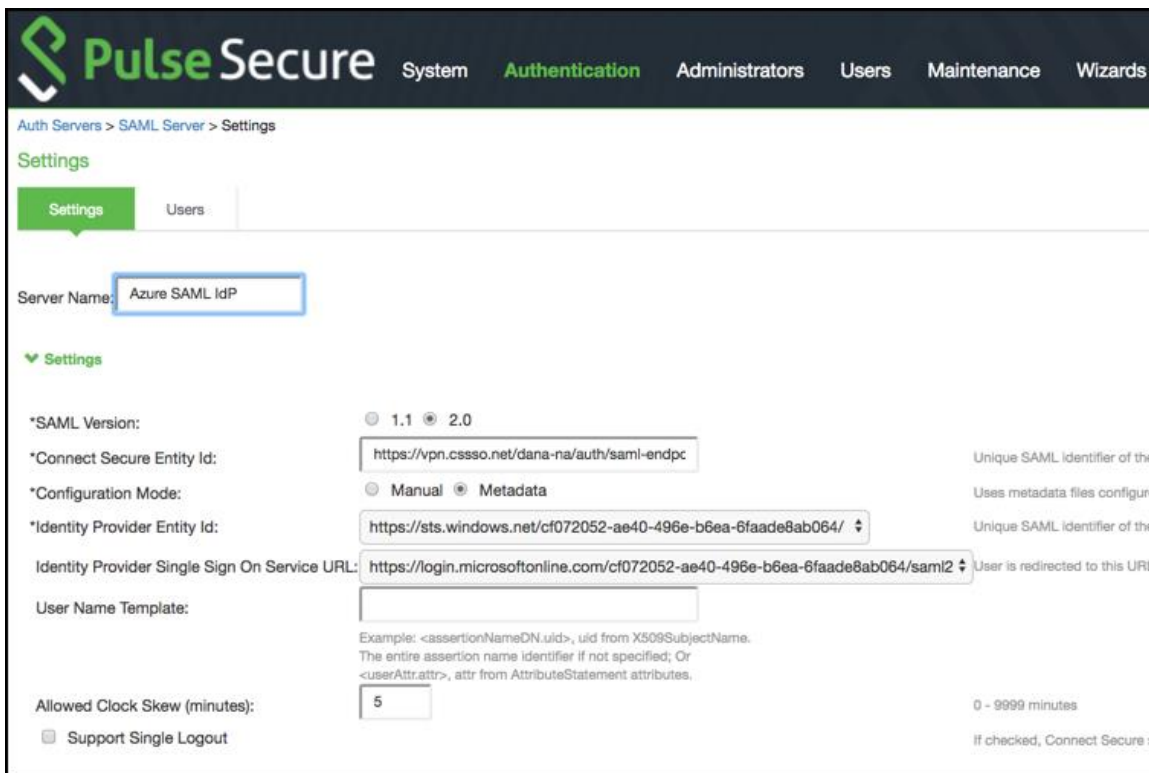 Pulse Secure System Authentication Administrators Users Maintenance Wizards
Auth Servers > SAML Server > Settings
Settings
Settings Users
Server Name: Azure SAML IdP
Settings
*SAML Version: 1.1 2.0
*Connect Secure Entity Id: https://vpn.cssso.net/dana-na/auth/saml-endpc Unique SAML identifier of the
*Configuration Mode: Manual Metadata Uses metadata files configur
*Identity Provider Entity Id: https://sts.windows.net/cf072052-ae40-496e-b6ea-6faade8ab064/ Unique SAML identifier of the
Identity Provider Single Sign On Service URL: https://login.microsoftonline.com/cf072052-ae40-496e-b6ea-6faade8ab064/saml2 User is redirected to this URL
User Name Template:
Example: <assertionNameDN.uid>, uid from X509SubjectName.
The entire assertion name identifier if not specified; Or
<userAttr.attr>, attr from AttributeStatement attributes.
Allowed Clock Skew (minutes): 5 0 - 9999 minutes
Support Single Logout If checked, Connect Secure